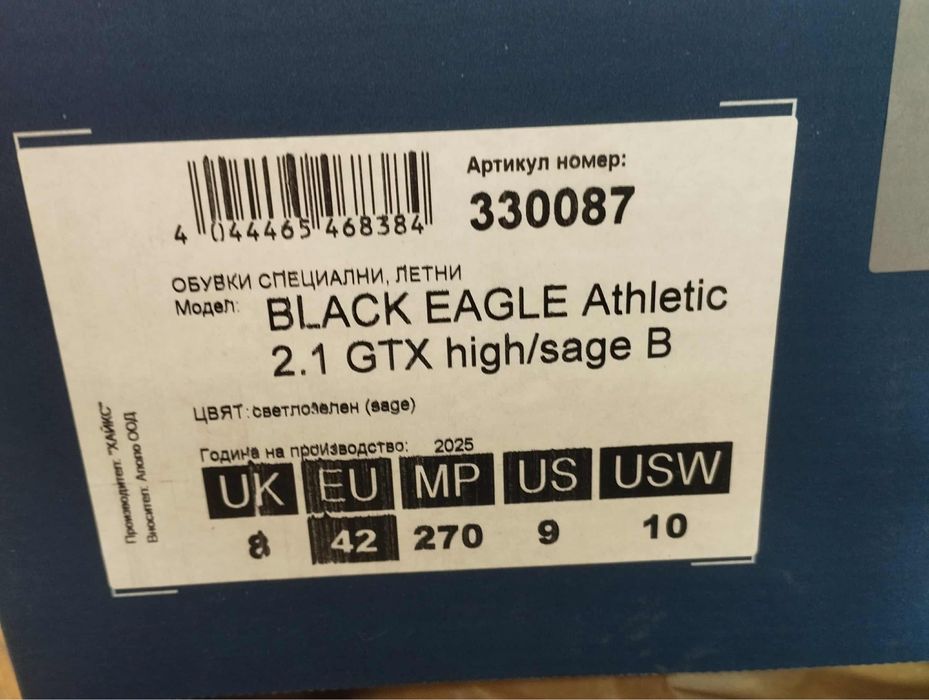 Артикул номер:
330087
4 044465 468384
ОБУВКИ СПЕЦИАЛНИ, ЛЕТНИ
Модел: BLACK EAGLE Athletic
2.1 GTX high/sage B
ЦВЯТ: светлозелен (sage)
Година на производство: 2025
UK EU MP US USW
8 42 270 9 10
Производител: "ХАЙКС"
Вносител: Аполо ООД